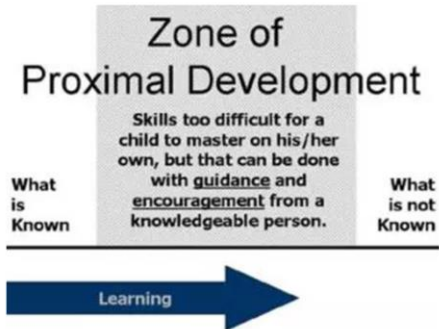 Zone of
Proximal Development
Skills too difficult for a
child to master on his/her
own, but that can be done
with guidance and
encouragement from a
knowledgeable person.
What
is
Known
What
is not
Known
Learning